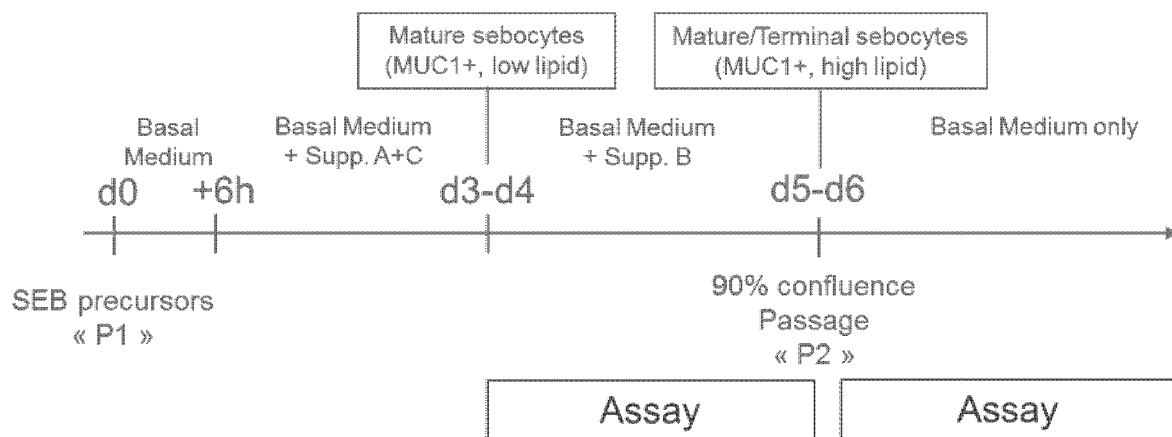 Mature sebocytes
(MUC1+, low lipid)
Mature/Terminal sebocytes
(MUC1+, high lipid)
Basal
Medium
Basal Medium
+ Supp. A+C
Basal Medium
+ Supp. B
Basal Medium only
d0
+6h
d3-d4
d5-d6
SEB precursors
« P1 »
90% confluence
Passage
« P2 »
Assay
Assay